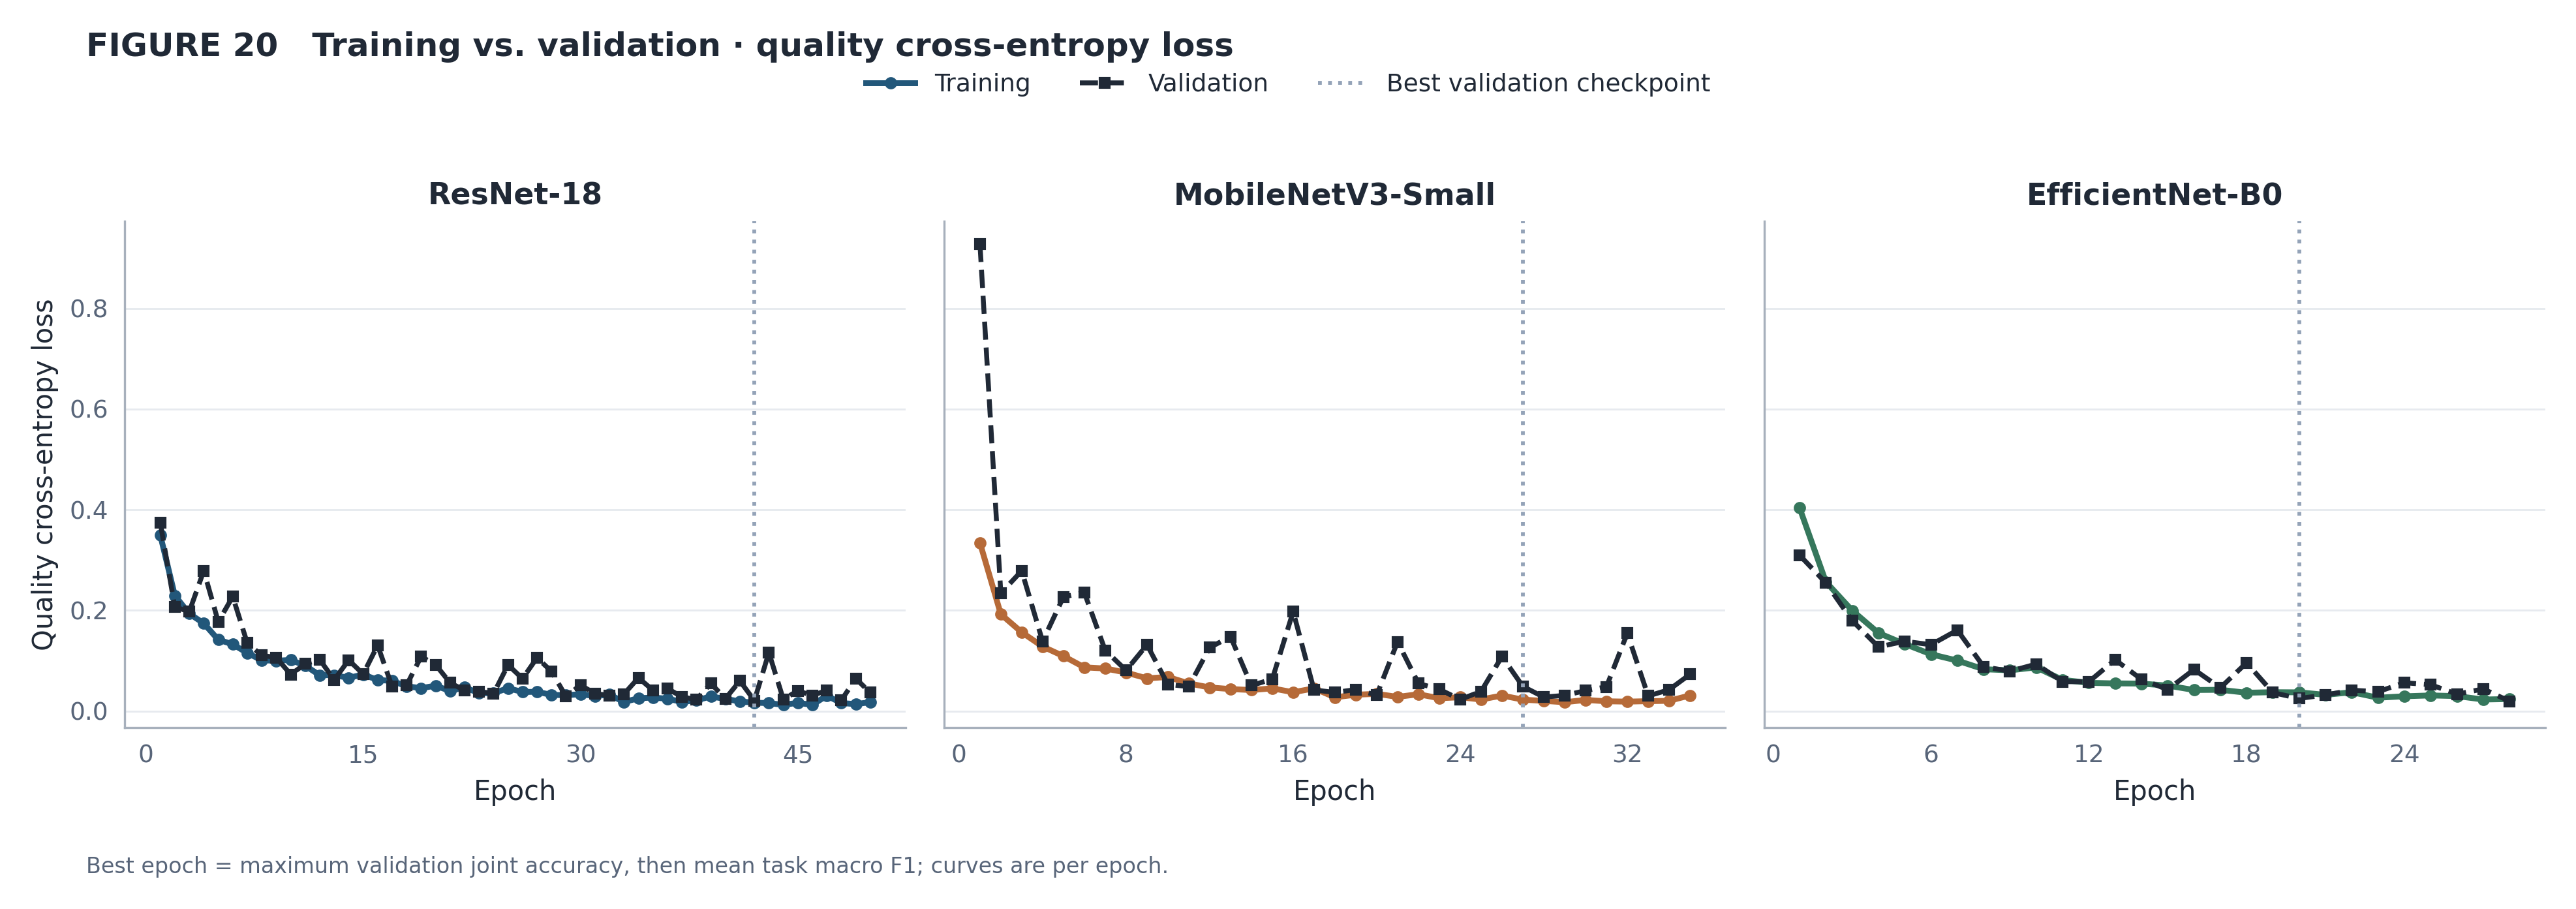 FIGURE 20   Training vs. validation · quality cross-entropy loss
Training   Validation   Best validation checkpoint
ResNet-18   MobileNetV3-Small   EfficientNet-B0
Quality cross-entropy loss
0.8
0.6
0.4
0.2
0.0
0   15   30   45   0   8   16   24   32   0   6   12   18   24
Epoch   Epoch   Epoch
Best epoch = maximum validation joint accuracy, then mean task macro F1; curves are per epoch.